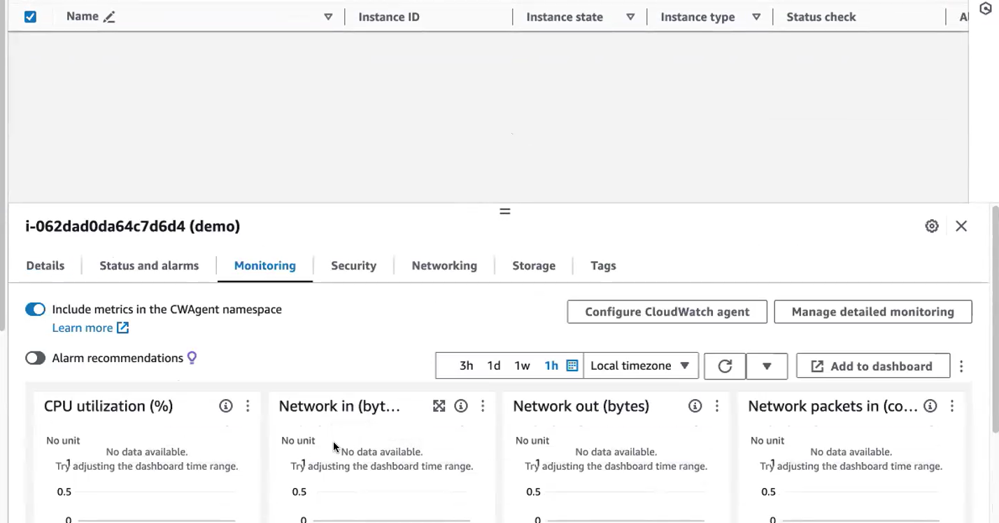 Name Instance ID Instance state Instance type Status check
i-062dad0da64c7d6d4 (demo)
Details Status and alarms Monitoring Security Networking Storage Tags
Include metrics in the CWAgent namespace
Configure CloudWatch agent Manage detailed monitoring
Learn more
Alarm recommendations
3h 1d 1w 1h Local timezone Add to dashboard
CPU utilization (%) Network in (byt... Network out (bytes) Network packets in (co...
No unit No unit No unit No unit
No data available. No data available. No data available. No data available.
1 1 1 1
Try adjusting the dashboard time range. Try adjusting the dashboard time range. Try adjusting the dashboard time range. Try adjusting the dashboard time range.
0.5 0.5 0.5 0.5
0 0 0 0